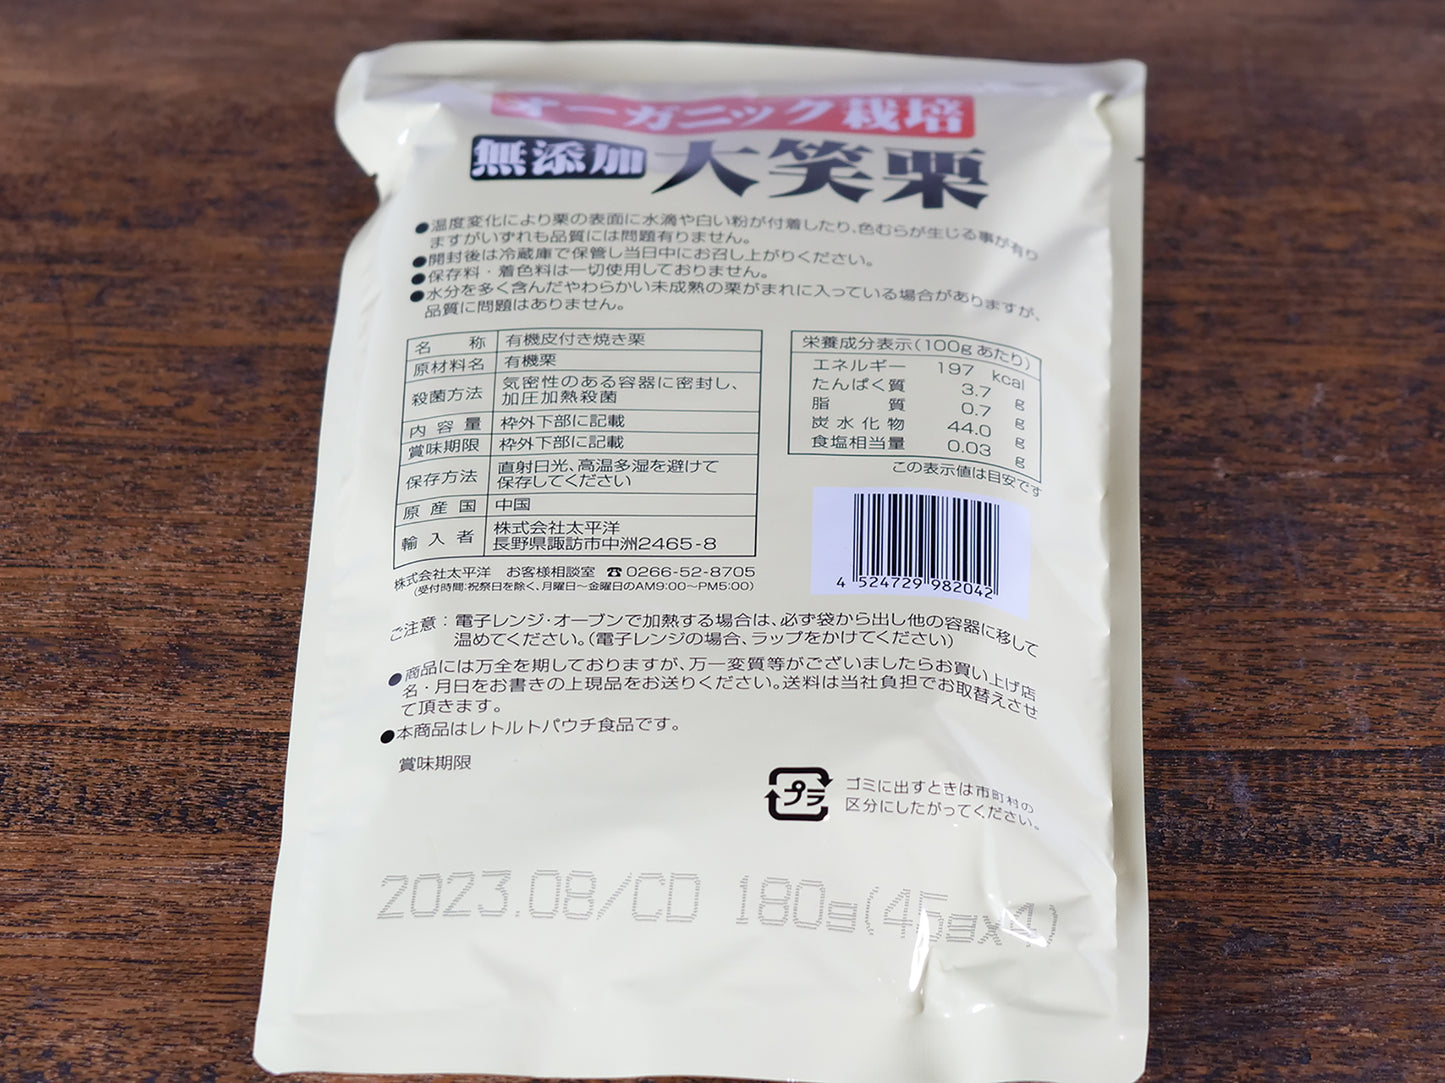 オーガニック栽培
無添加 大笑栗
●温度変化により栗の表面に水滴や白い粉が付着したり、色むらが生じる事が有り
ますがいずれも品質には問題有りません。
●開封後は冷蔵庫で保管し当日中にお召し上がりください。
●保存料・着色料は一切使用しておりません。
●水分を多く含んだやわらかい未成熟の栗がまれに入っている場合がありますが、
品質に問題はありません。
名称 有機皮付き焼き栗
原材料名 有機栗
殺菌方法 気密性のある容器に密封し、
加圧加熱殺菌
内容量 枠外下部に記載
賞味期限 枠外下部に記載
保存方法 直射日光、高温多湿を避けて
保存してください
原産国 中国
輸入者 株式会社太平洋
長野県諏訪市中洲2465-8
栄養成分表示(100gあたり)
エネルギー 197 kcal
たんぱく質 3.7 g
脂質 0.7 g
炭水化物 44.0 g
食塩相当量 0.03 g
この表示値は目安です
4 524729 982042
株式会社太平洋 お客様相談室 ☎0266-52-8705
(受付時間:祝祭日を除く、月曜日～金曜日のAM9:00～PM5:00)
ご注意：電子レンジ・オーブンで加熱する場合は、必ず袋から出し他の容器に移して
温めてください。(電子レンジの場合、ラップをかけてください)
●商品には万全を期しておりますが、万一変質等がございましたらお買い上げ店
名・月日をお書きの上現品をお送りください。送料は当社負担でお取替えさせ
て頂きます。
●本商品はレトルトパウチ食品です。
賞味期限
プラ
ゴミに出すときは市町村の
区分にしたがってください。
2023.08/CD 180g(45g×4)